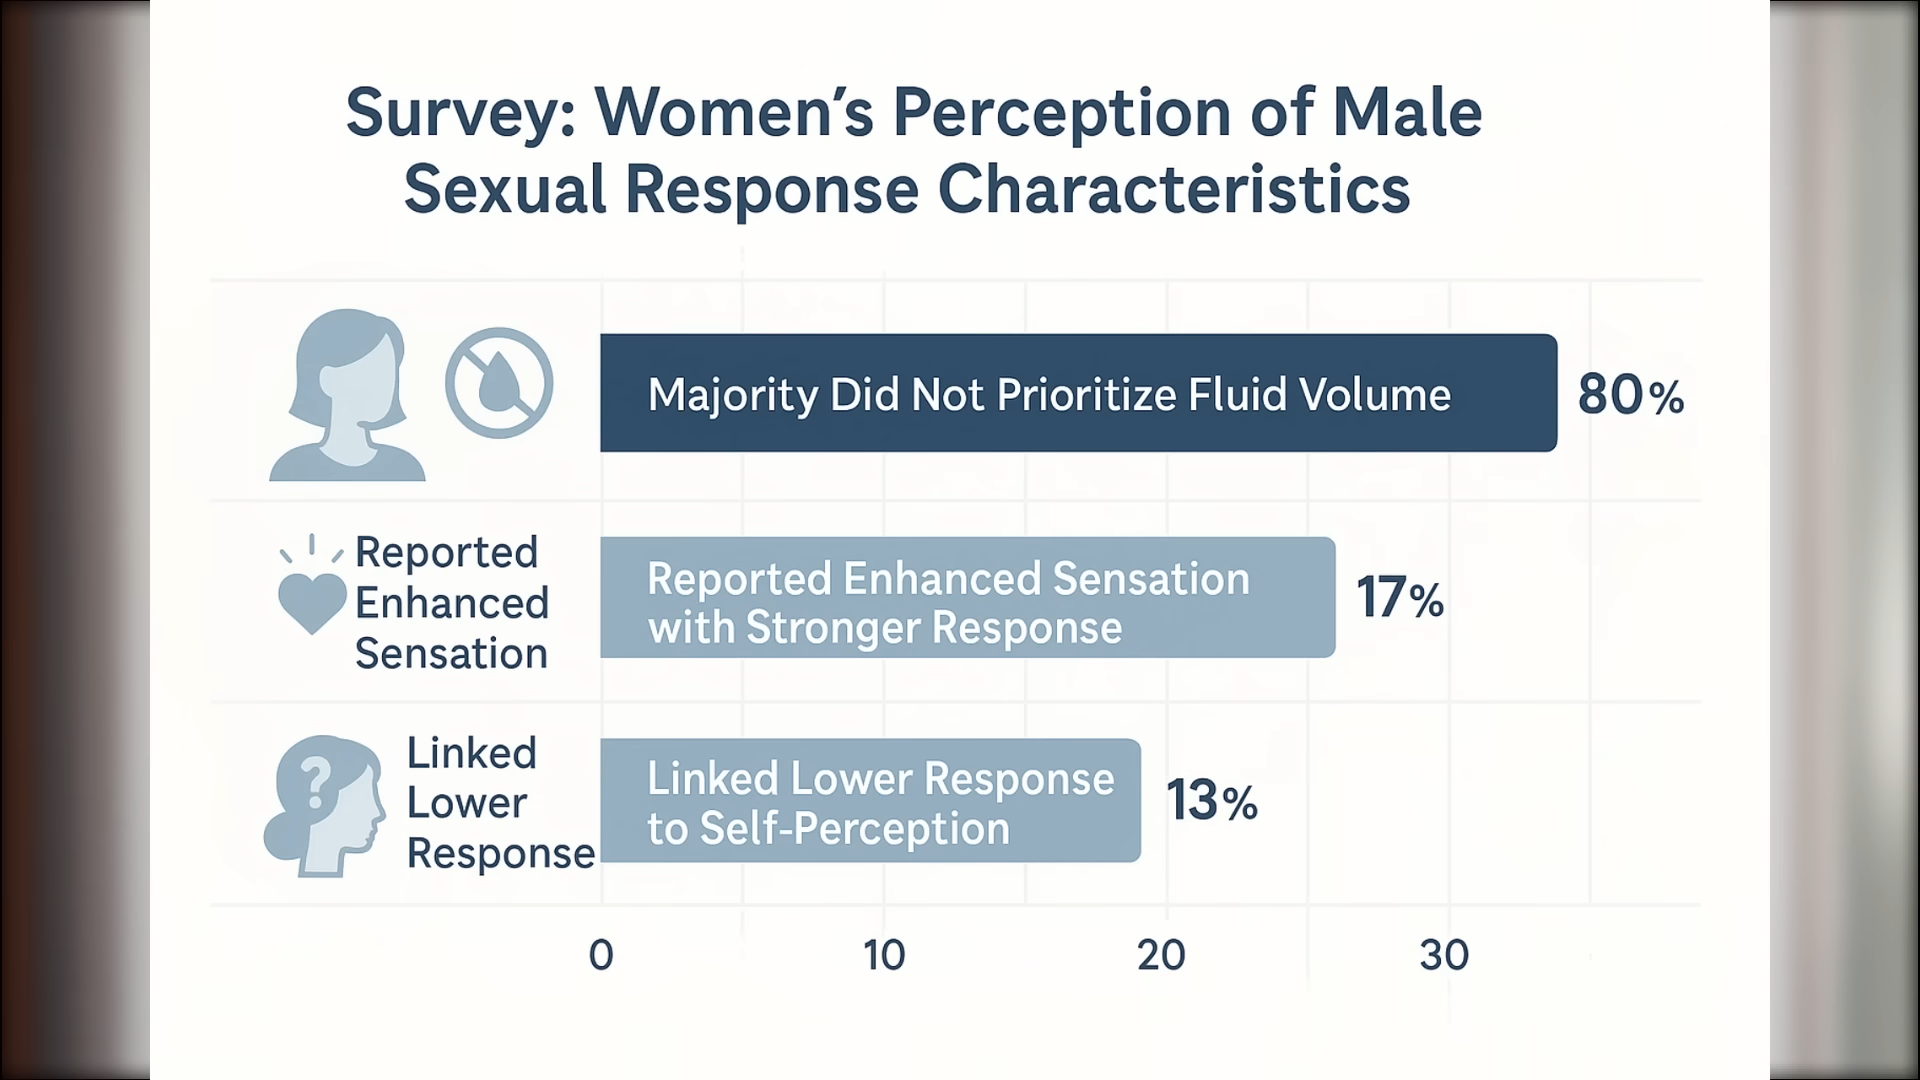 Survey: Women’s Perception of Male
Sexual Response Characteristics
Majority Did Not Prioritize Fluid Volume
80%
Reported
Enhanced
Sensation
Reported Enhanced Sensation
with Stronger Response
17%
?
Linked
Lower
Response
Linked Lower Response
to Self-Perception
13%
0
10
20
30